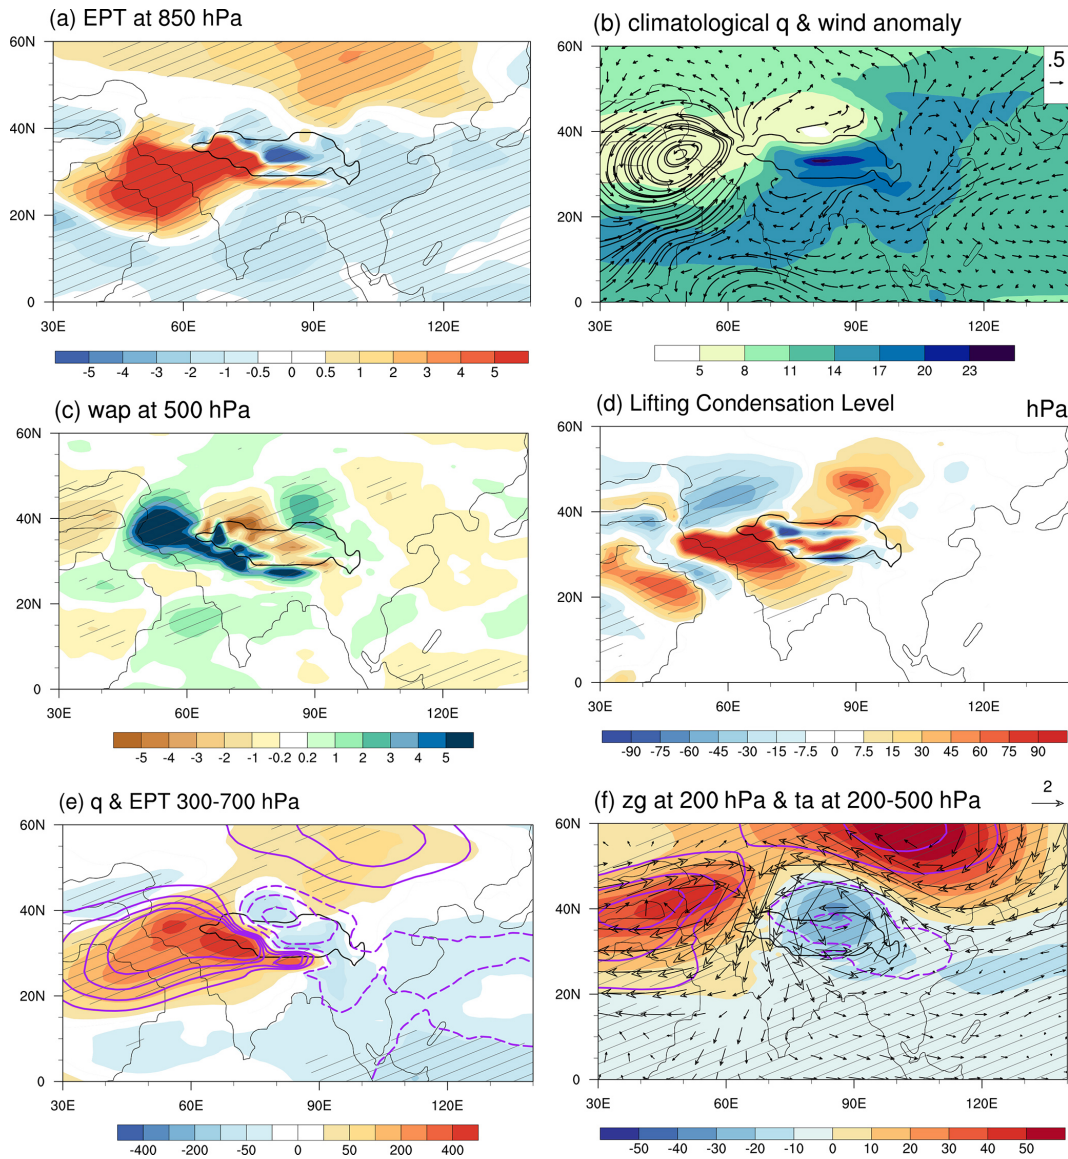 (a) EPT at 850 hPa
60N
40N
20N
0
30E 60E 90E 120E
-5 -4 -3 -2 -1 -0.5 0 0.5 1 2 3 4 5
(b) climatological q & wind anomaly
.5
60N
40N
20N
0
30E 60E 90E 120E
5 8 11 14 17 20 23
(c) wap at 500 hPa
60N
40N
20N
0
30E 60E 90E 120E
-5 -4 -3 -2 -1 -0.2 0.2 1 2 3 4 5
(d) Lifting Condensation Level hPa
60N
40N
20N
0
30E 60E 90E 120E
-90 -75 -60 -45 -30 -15 -7.5 0 7.5 15 30 45 60 75 90
(e) q & EPT 300-700 hPa
60N
40N
20N
0
30E 60E 90E 120E
-400 -200 -50 0 50 200 400
(f) zg at 200 hPa & ta at 200-500 hPa
2
60N
40N
20N
0
30E 60E 90E 120E
-50 -40 -30 -20 -10 0 10 20 30 40 50